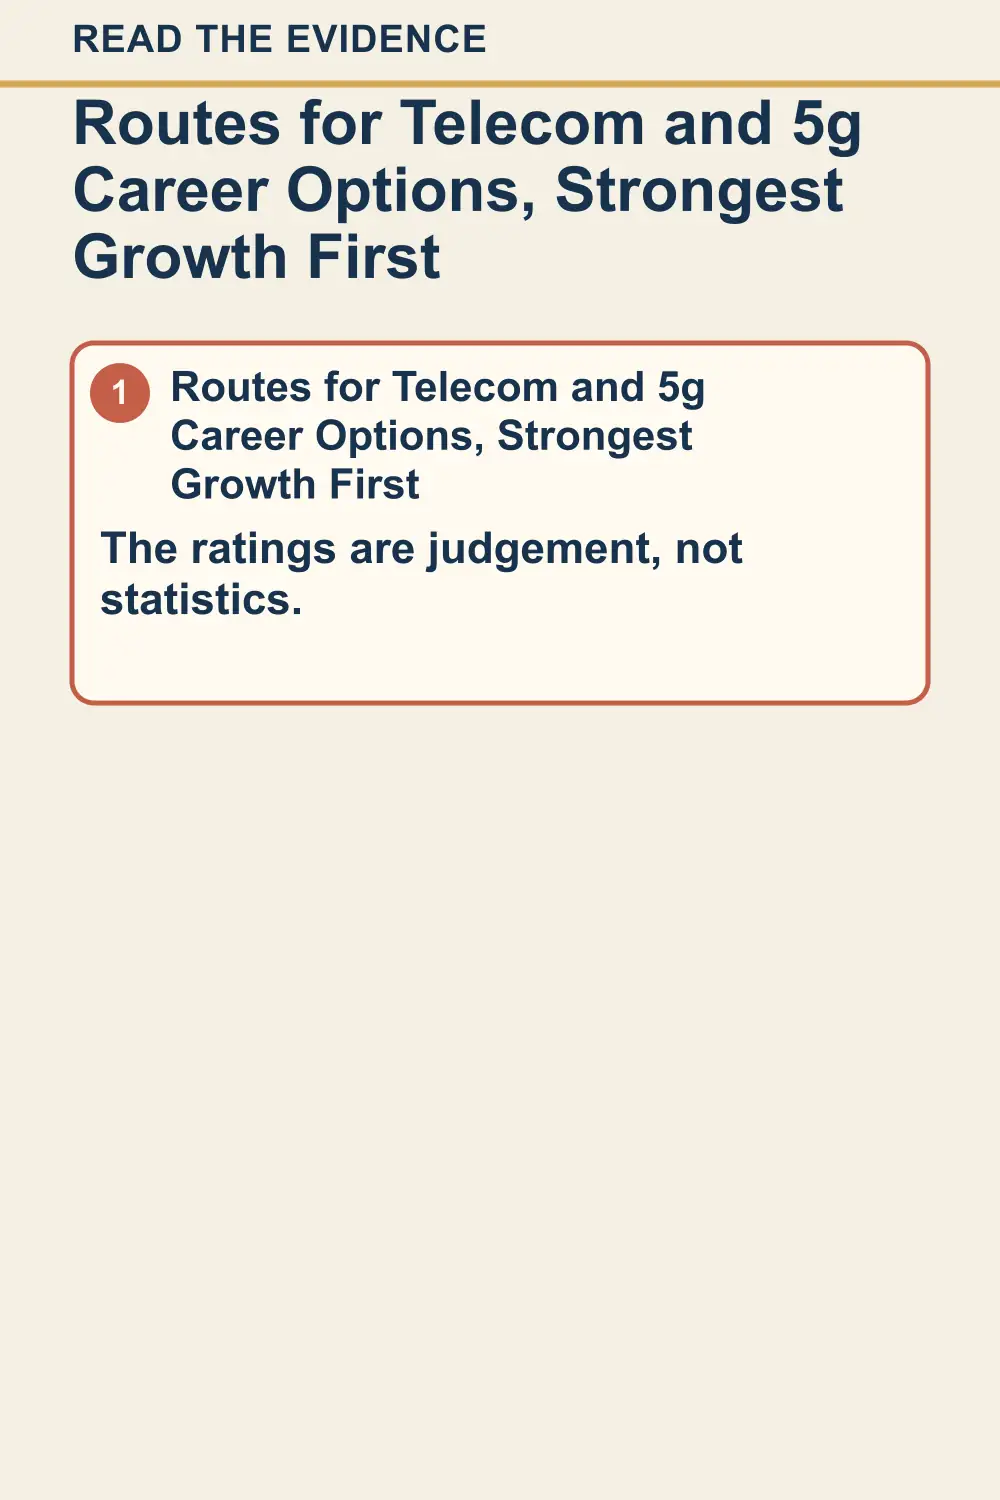 READ THE EVIDENCE
Routes for Telecom and 5g
Career Options, Strongest
Growth First
1
Routes for Telecom and 5g
Career Options, Strongest
Growth First
The ratings are judgement, not
statistics.